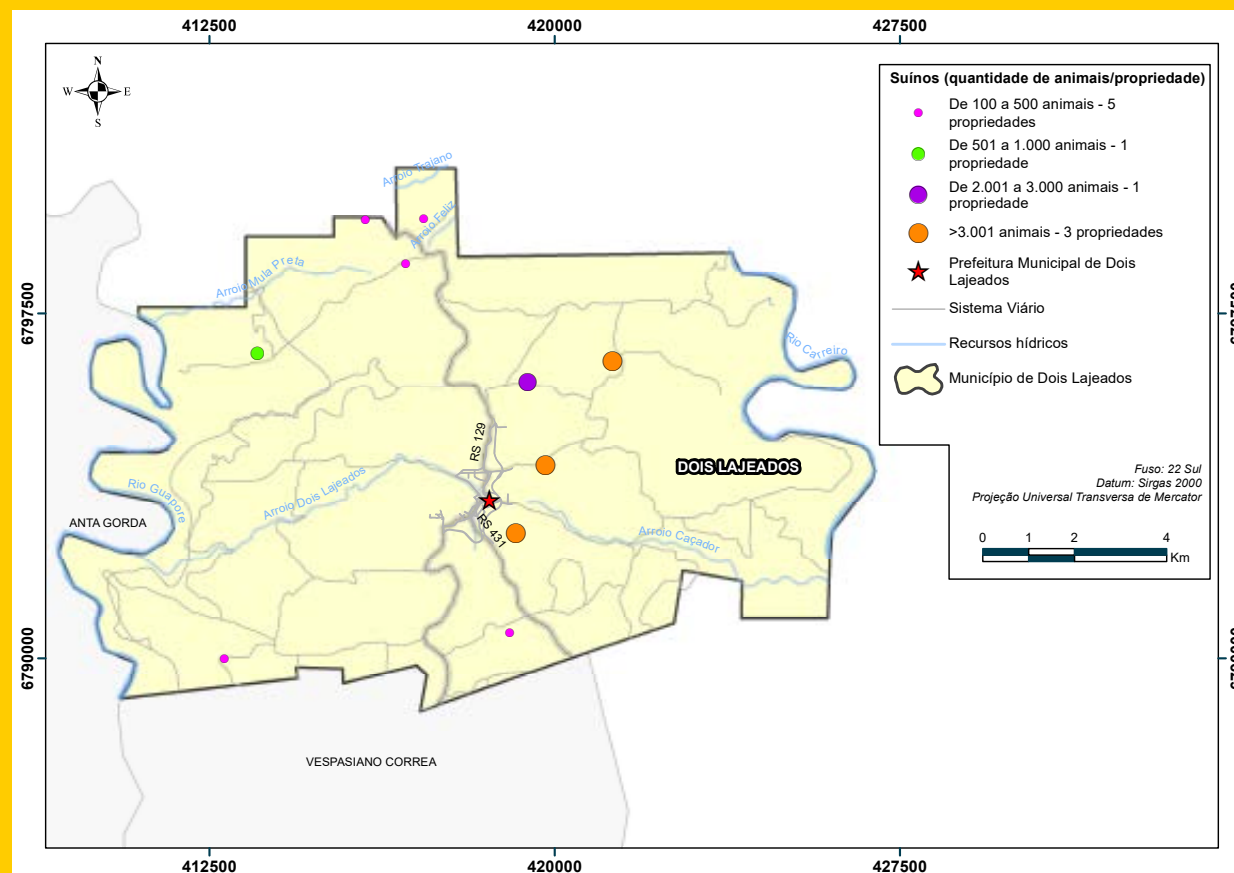 412500
420000
427500
N
W
E
S
Suínos (quantidade de animais/propriedade)
De 100 a 500 animais - 5
propriedades
De 501 a 1.000 animais - 1
propriedade
De 2.001 a 3.000 animais - 1
propriedade
>3.001 animais - 3 propriedades
Prefeitura Municipal de Dois
Lajeados
Sistema Viário
Recursos hídricos
Município de Dois Lajeados
Fuso: 22 Sul
Datum: Sirgas 2000
Projeção Universal Transversa de Mercator
0 1 2 4
Km
Arroio Trajano
Arroio Feliz
Arroio Mula Preta
6797500
Rio Carreiro
RS 129
DOIS LAJEADOS
Rio Guaporé
Arroio Dois Lajeados
ANTA GORDA
RS 431
Arroio Caçador
6790000
VESPASIANO CORREA
412500
420000
427500